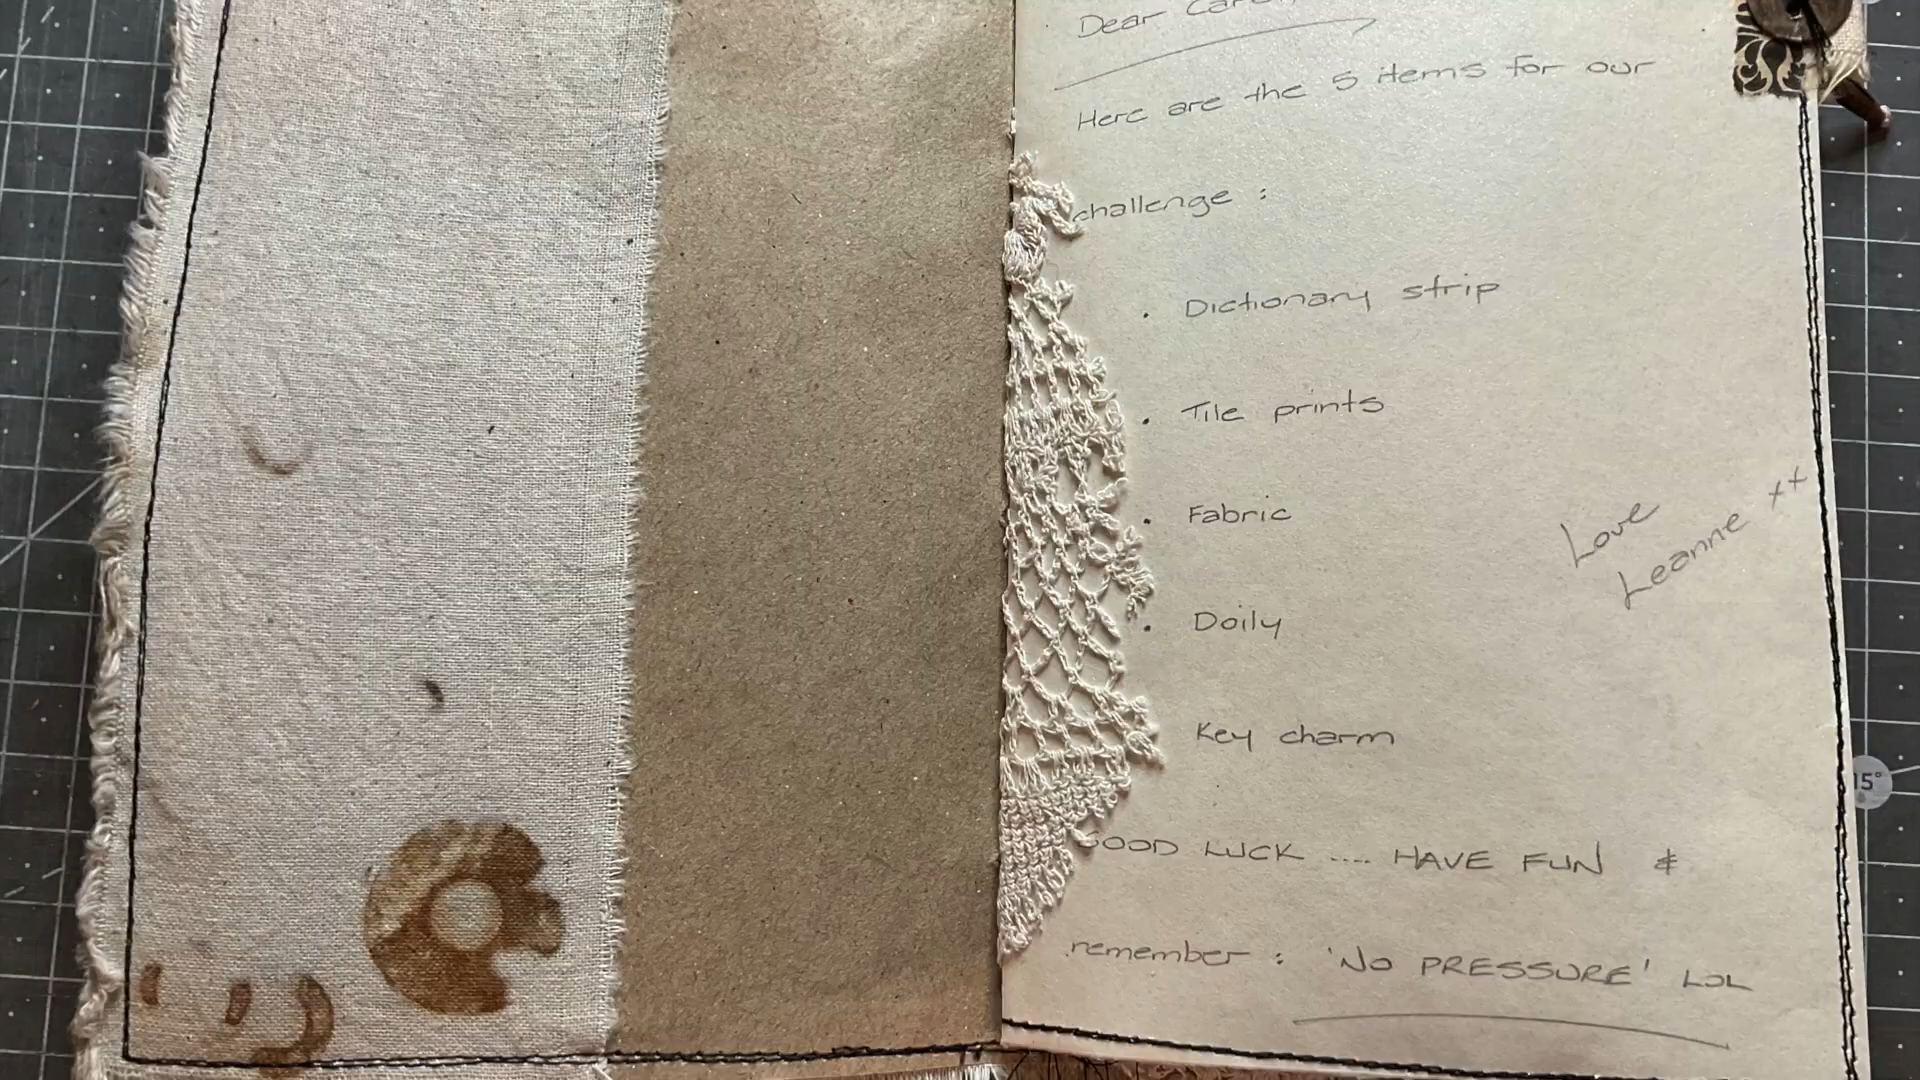 Dear
Here are the 5 items for our
challenge :
. Dictionary strip
. Tile prints
. Fabric
. Doily
Key charm
Love
Leanne ++
GOOD LUCK .... HAVE FUN &
remember : 'NO PRESSURE' LOL
15°